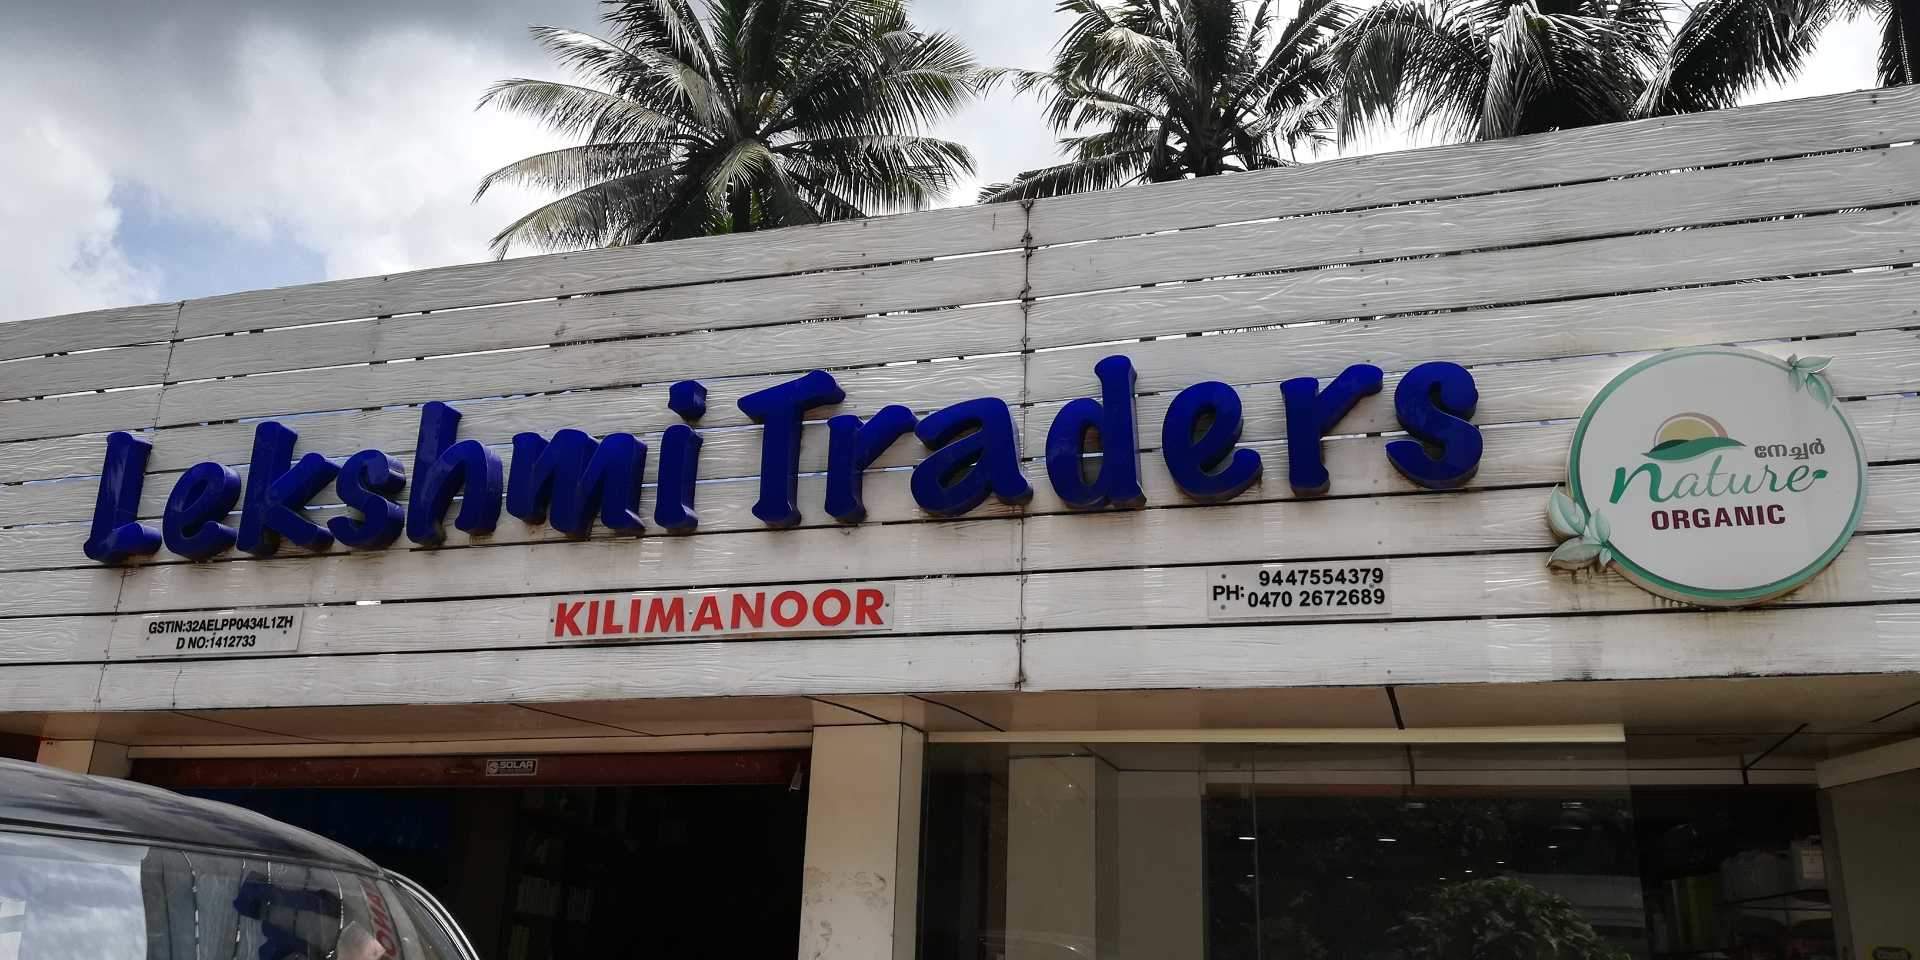 Lekshmi Traders
നേച്ചർ
nature
ORGANIC
GSTIN:32AELPP0434L1ZH
D NO:1412733
KILIMANOOR
PH: 9447554379
0470 2672689
SOLAR